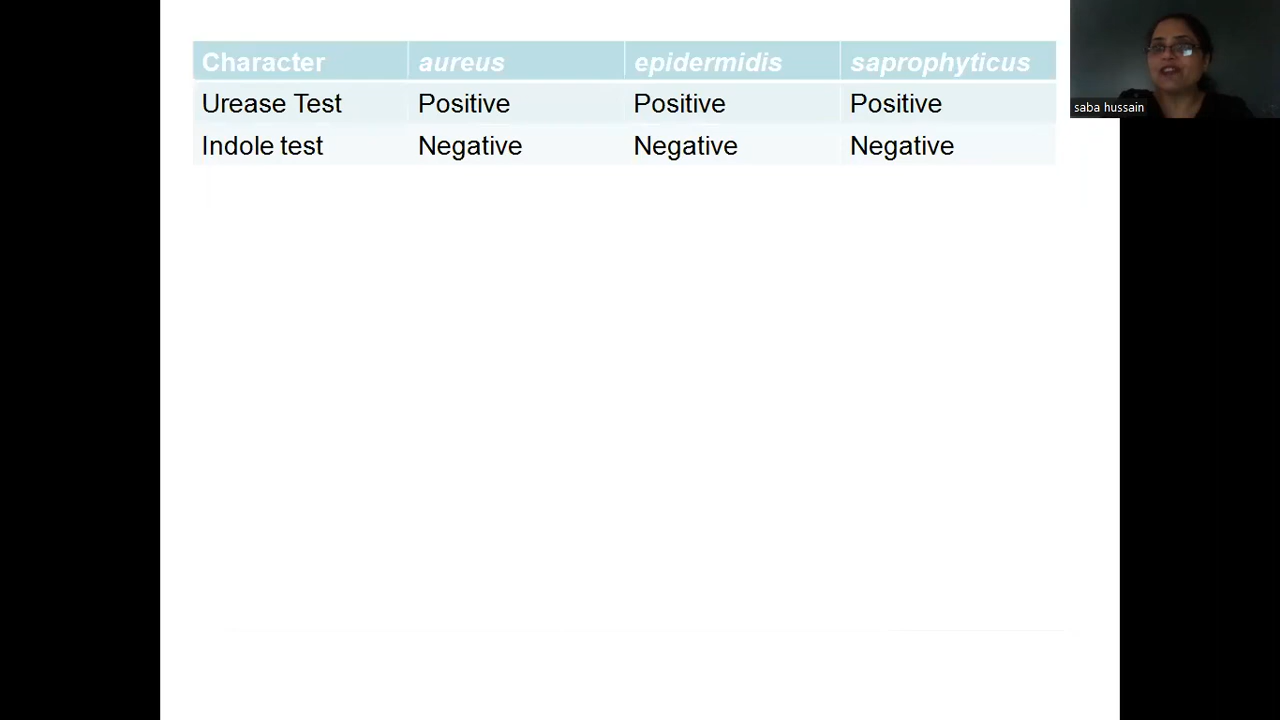 Character aureus epidermidis saprophyticus
Urease Test Positive Positive Positive
Indole test Negative Negative Negative
saba hussain